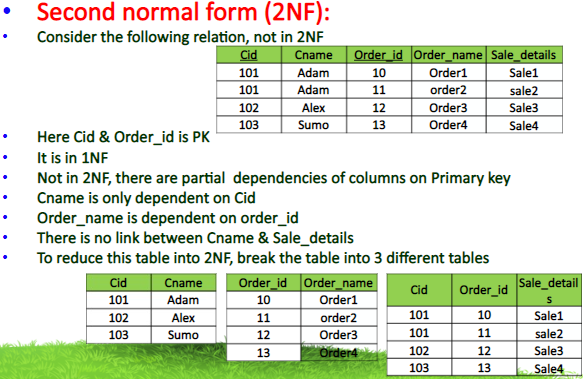 Second normal form (2NF):
Consider the following relation, not in 2NF
Cid Cname Order_id Order_name Sale_details
101 Adam 10 Order1 Sale1
101 Adam 11 order2 sale2
102 Alex 12 Order3 Sale3
103 Sumo 13 Order4 Sale4
Here Cid & Order_id is PK
It is in 1NF
Not in 2NF, there are partial dependencies of columns on Primary key
Cname is only dependent on Cid
Order_name is dependent on order_id
There is no link between Cname & Sale_details
To reduce this table into 2NF, break the table into 3 different tables
Cid Cname
101 Adam
102 Alex
103 Sumo
Order_id Order_name
10 Order1
11 order2
12 Order3
13 Order4
Cid Order_id Sale_detail
s
101 10 Sale1
101 11 sale2
102 12 Sale3
103 13 Sale4